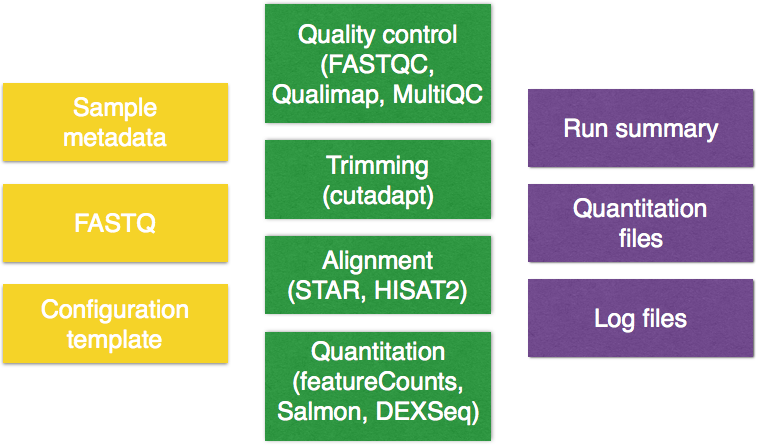 Sample
metadata
FASTQ
Configuration
template
Quality control
(FASTQC,
Qualimap, MultiQC
Trimming
(cutadapt)
Alignment
(STAR, HISAT2)
Quantitation
(featureCounts,
Salmon, DEXSeq)
Run summary
Quantitation
files
Log files